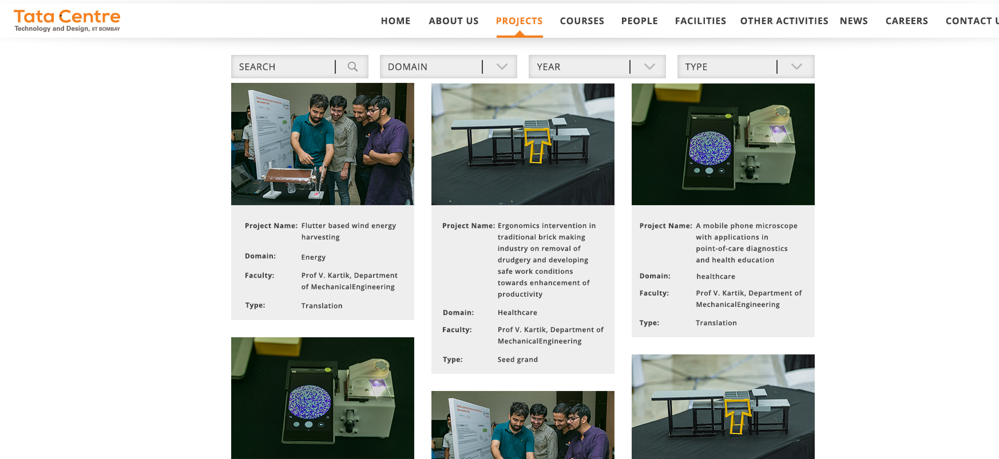 Tata Centre
Technology and Design, IIT BOMBAY
HOME ABOUT US PROJECTS COURSES PEOPLE FACILITIES OTHER ACTIVITIES NEWS CAREERS CONTACT U
SEARCH DOMAIN YEAR TYPE
Project Name: Flutter based wind energy
harvesting
Domain: Energy
Faculty: Prof V. Kartik, Department
of MechanicalEngineering
Type: Translation
Project Name: Ergonomics intervention in
traditional brick making
industry on removal of
drudgery and developing
safe work conditions
towards enhancement of
productivity
Domain: Healthcare
Faculty: Prof V. Kartik, Department of
MechanicalEngineering
Type: Seed grand
Project Name: A mobile phone microscope
with applications in
point-of-care diagnostics
and health education
Domain: healthcare
Faculty: Prof V. Kartik, Department of
MechanicalEngineering
Type: Translation